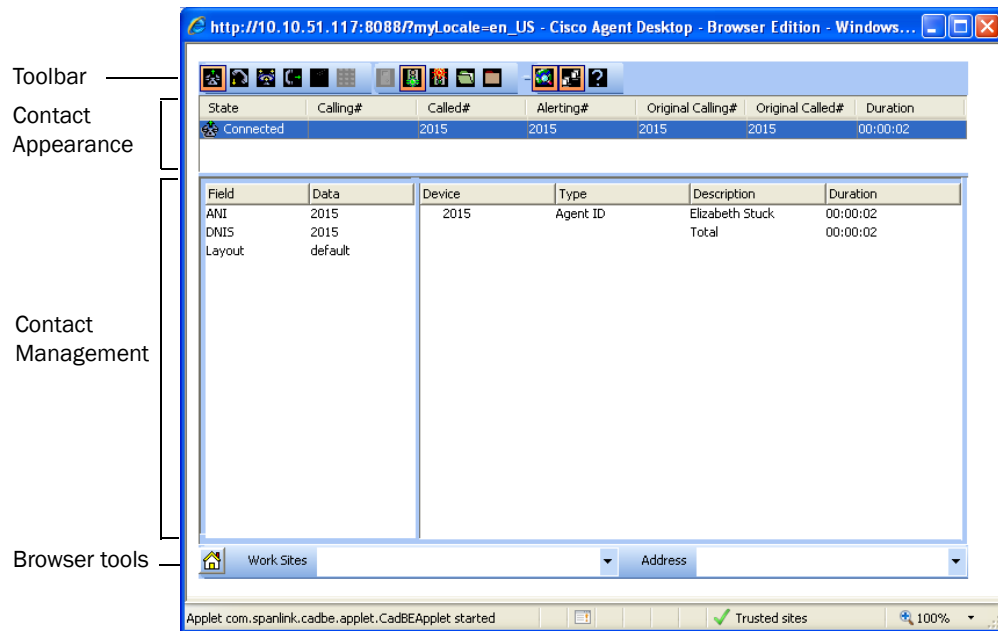 http://10.10.51.117:8088/?myLocale=en_US - Cisco Agent Desktop - Browser Edition - Windows...
Toolbar
Contact Appearance
State Calling# Called# Alerting# Original Calling# Original Called# Duration
Connected 2015 2015 2015 2015 00:00:02
Contact Management
Field Data Device Type Description Duration
ANI 2015 2015 Agent ID Elizabeth Stuck 00:00:02
DNIS 2015 Total 00:00:02
Layout default
Browser tools
Work Sites Address
Applet com.spanlink.cadbe.applet.CadBEApplet started Trusted sites 100%